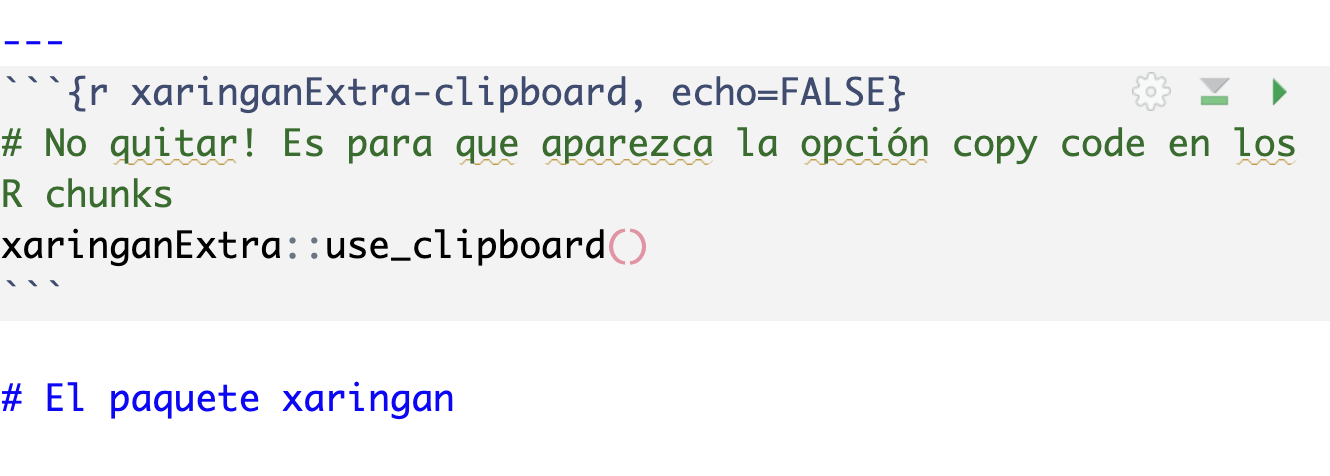 ---
```{r xaringanExtra-clipboard, echo=FALSE}
# No quitar! Es para que aparezca la opción copy code en los
R chunks
xaringanExtra::use_clipboard()
```
# El paquete xaringan